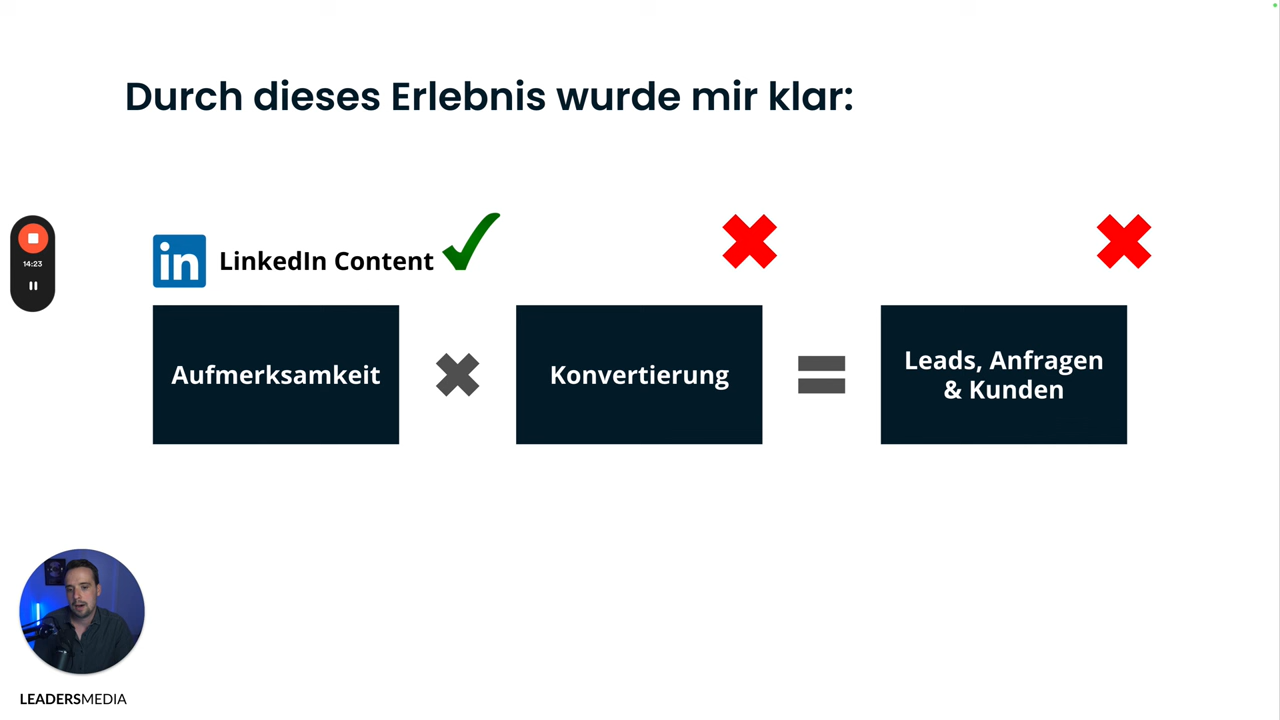 Durch dieses Erlebnis wurde mir klar:
in LinkedIn Content
14:23
Aufmerksamkeit
Konvertierung
Leads, Anfragen
& Kunden
LEADERSMEDIA